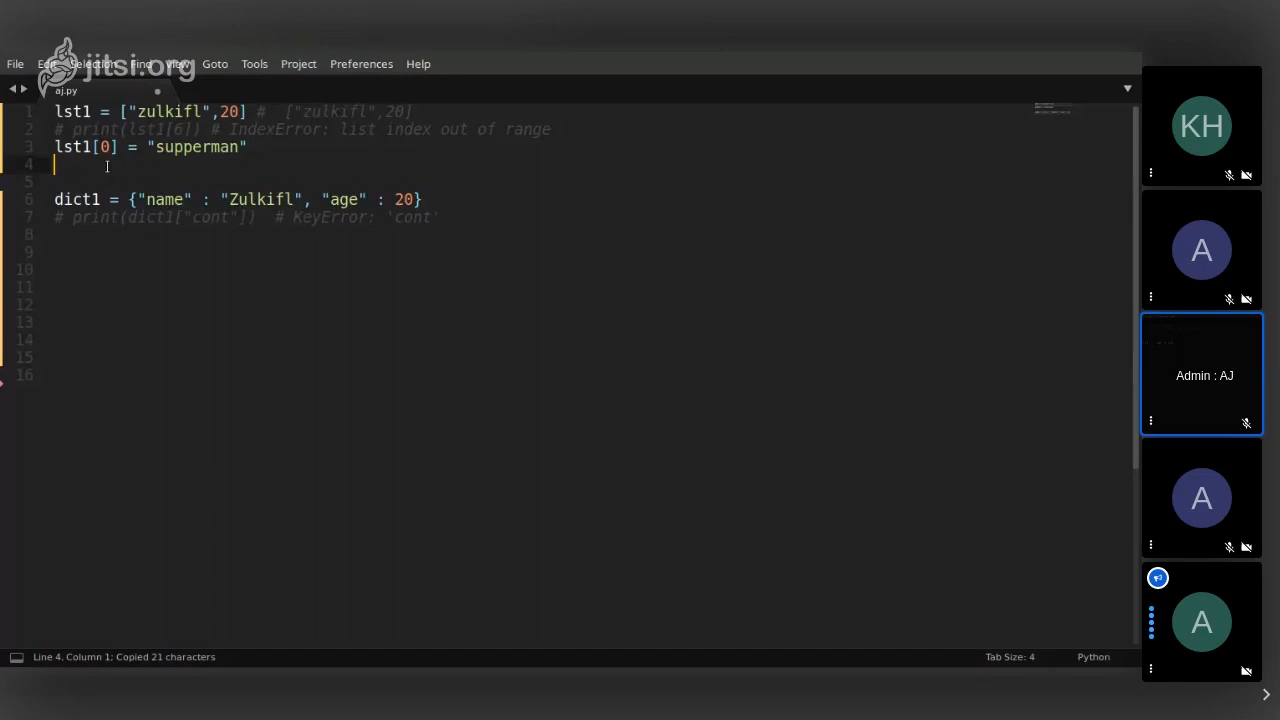 jitsi.org
File Edit Selection Find View Goto Tools Project Preferences Help
aj.py
1 lst1 = ["zulkifl",20] #  ["zulkifl",20]
2 # print(lst1[6]) # IndexError: list index out of range
3 lst1[0] = "supperman"
4
5
6 dict1 = {"name" : "Zulkifl", "age" : 20}
7 # print(dict1["cont"])  # KeyError: 'cont'
8
9
10
11
12
13
14
15
16
Line 4, Column 1; Copied 21 characters
Tab Size: 4
Python
KH
A
Admin : AJ
A
A